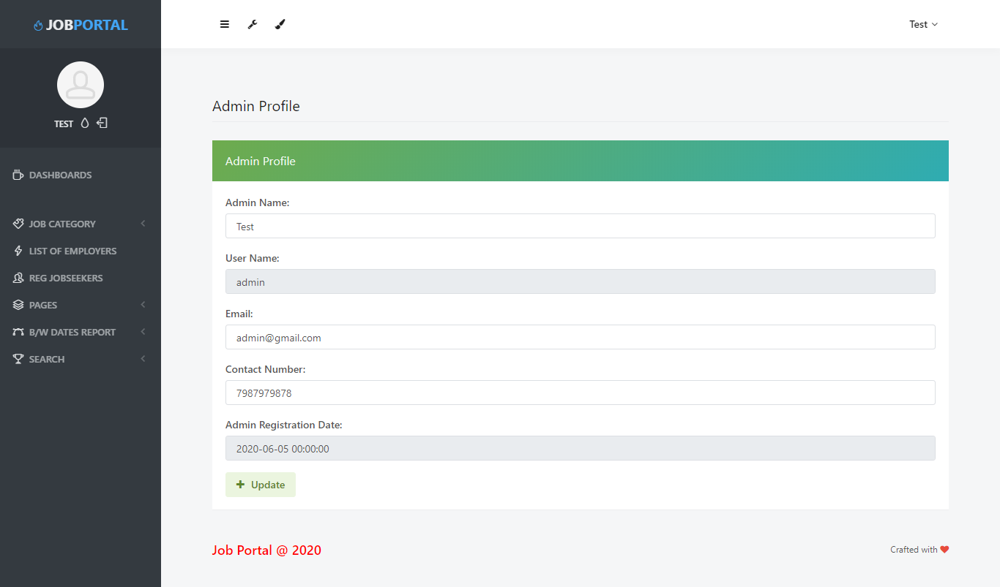 JOBPORTAL
Test
TEST
DASHBOARDS
JOB CATEGORY
LIST OF EMPLOYERS
REG JOBSEEKERS
PAGES
B/W DATES REPORT
SEARCH
Admin Profile
Admin Profile
Admin Name:
Test
User Name:
admin
Email:
admin@gmail.com
Contact Number:
7987979878
Admin Registration Date:
2020-06-05 00:00:00
Update
Job Portal @ 2020
Crafted with